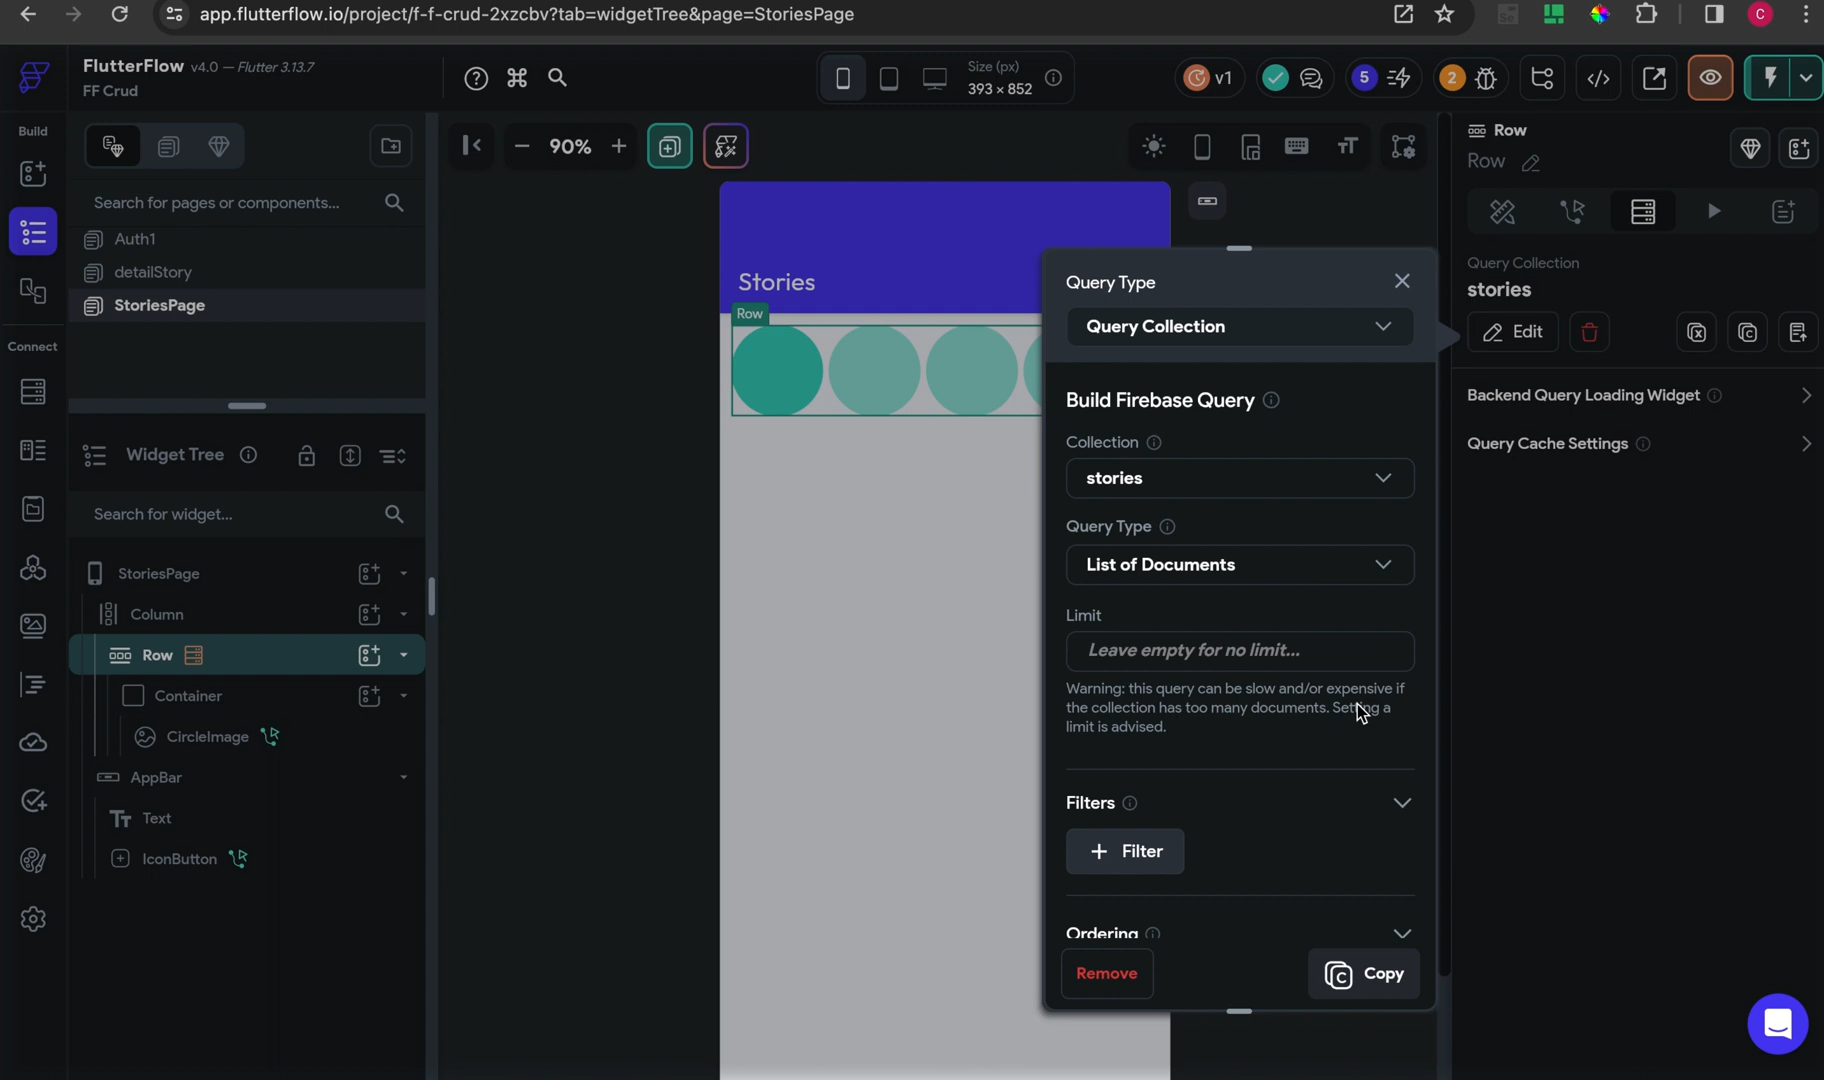 app.flutterflow.io/project/f-f-crud-2xzcbv?tab=widgetTree&page=StoriesPage
C
FlutterFlow v4.0 — Flutter 3.13.7
FF Crud
Size (px)
393 × 852
v1
5
2
Build
90%
Search for pages or components...
Auth1
detailStory
StoriesPage
Connect
Widget Tree
Search for widget...
StoriesPage
Column
Row
Container
CircleImage
AppBar
Text
IconButton
Stories
Row
Query Type
Query Collection
Build Firebase Query
Collection
stories
Query Type
List of Documents
Limit
Leave empty for no limit...
Warning: this query can be slow and/or expensive if
the collection has too many documents. Setting a
limit is advised.
Filters
+ Filter
Ordering
Remove
Copy
Row
Row
Query Collection
stories
Edit
Backend Query Loading Widget
Query Cache Settings